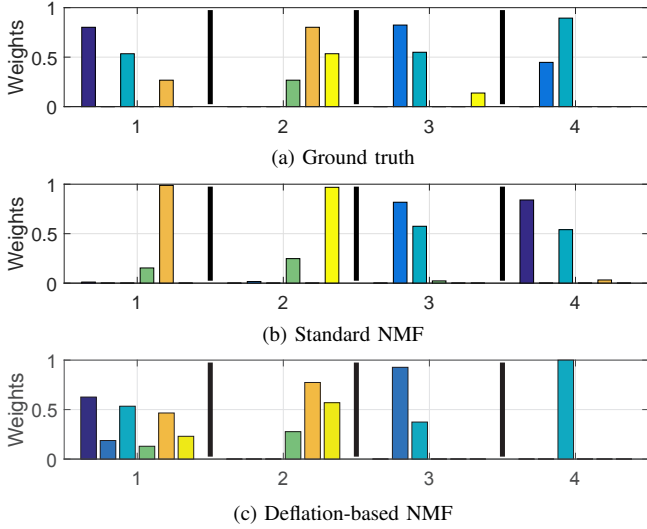 1
0.5
0
Weights
1 2 3 4
(a) Ground truth
1
0.5
0
Weights
1 2 3 4
(b) Standard NMF
1
0.5
0
Weights
1 2 3 4
(c) Deflation-based NMF